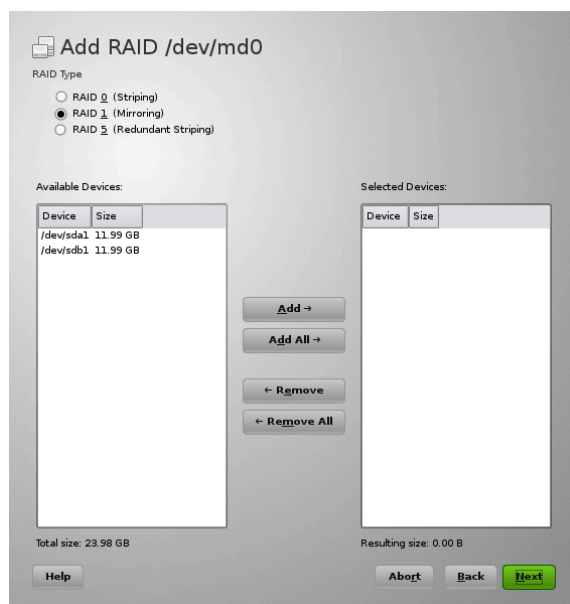 Add RAID /dev/md0
RAID Type
RAID 0 (Striping)
RAID 1 (Mirroring)
RAID 5 (Redundant Striping)
Available Devices:
Device Size
/dev/sda1 11.99 GB
/dev/sdb1 11.99 GB
Total size: 23.98 GB
Add →
Add All →
← Remove
← Remove All
Selected Devices:
Device Size
Resulting size: 0.00 B
Help
Abort
Back
Next